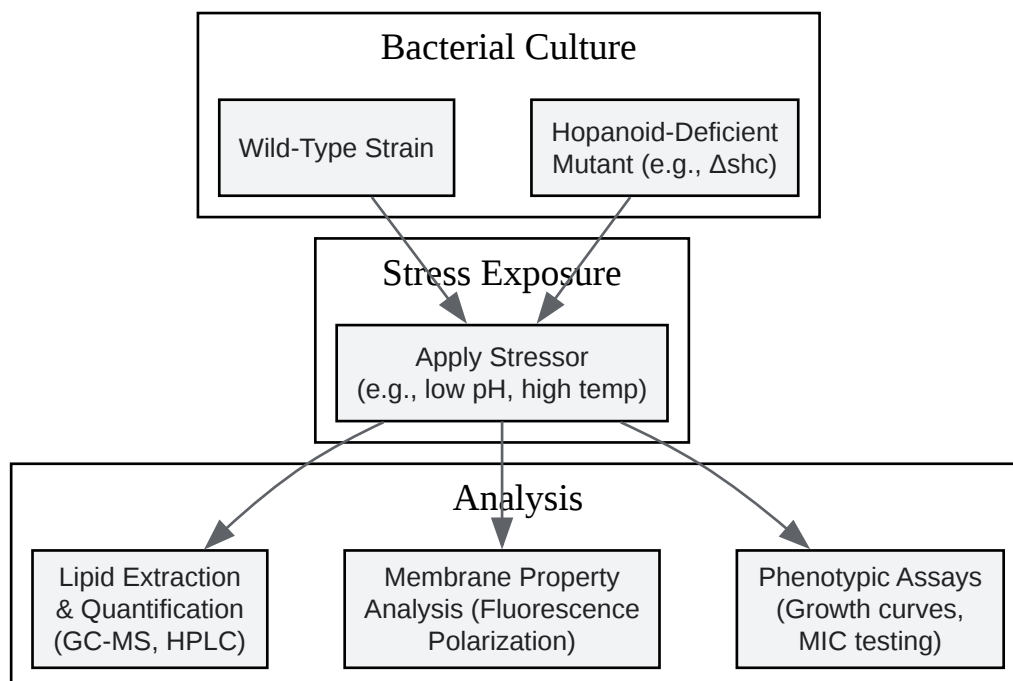 Bacterial Culture
Wild-Type Strain
Hopanoid-Deficient
Mutant (e.g., Δshc)
Stress Exposure
Apply Stressor
(e.g., low pH, high temp)
Analysis
Lipid Extraction
& Quantification
(GC-MS, HPLC)
Membrane Property
Analysis (Fluorescence
Polarization)
Phenotypic Assays
(Growth curves,
MIC testing)